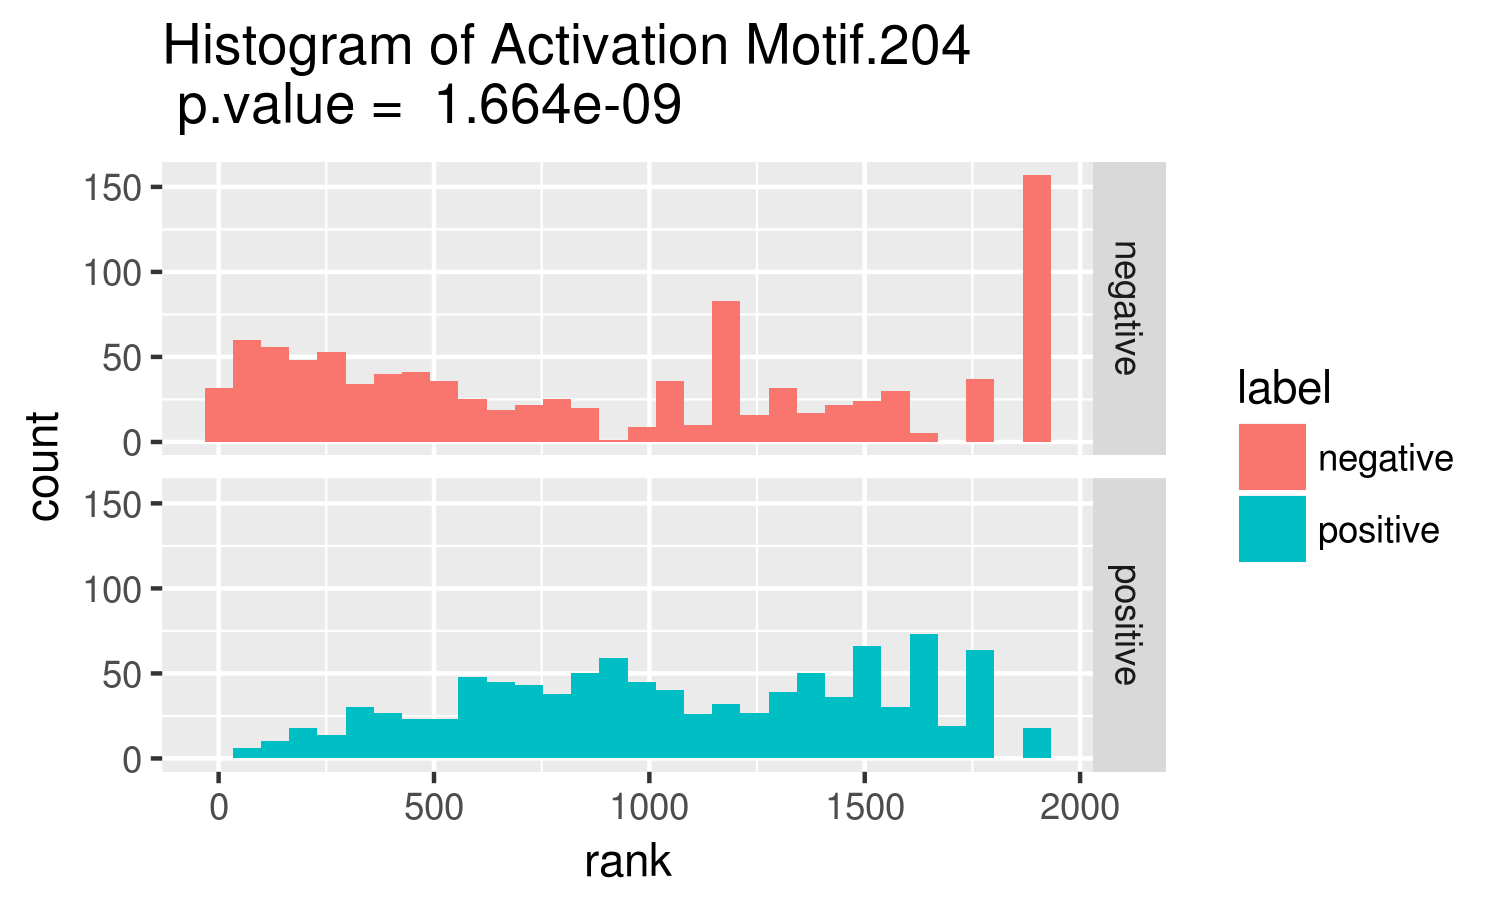 Histogram of Activation Motif.204
p.value =  1.664e-09
150
100
50
0
negative
150
100
50
0
positive
count
0 500 1000 1500 2000
rank
label
negative
positive